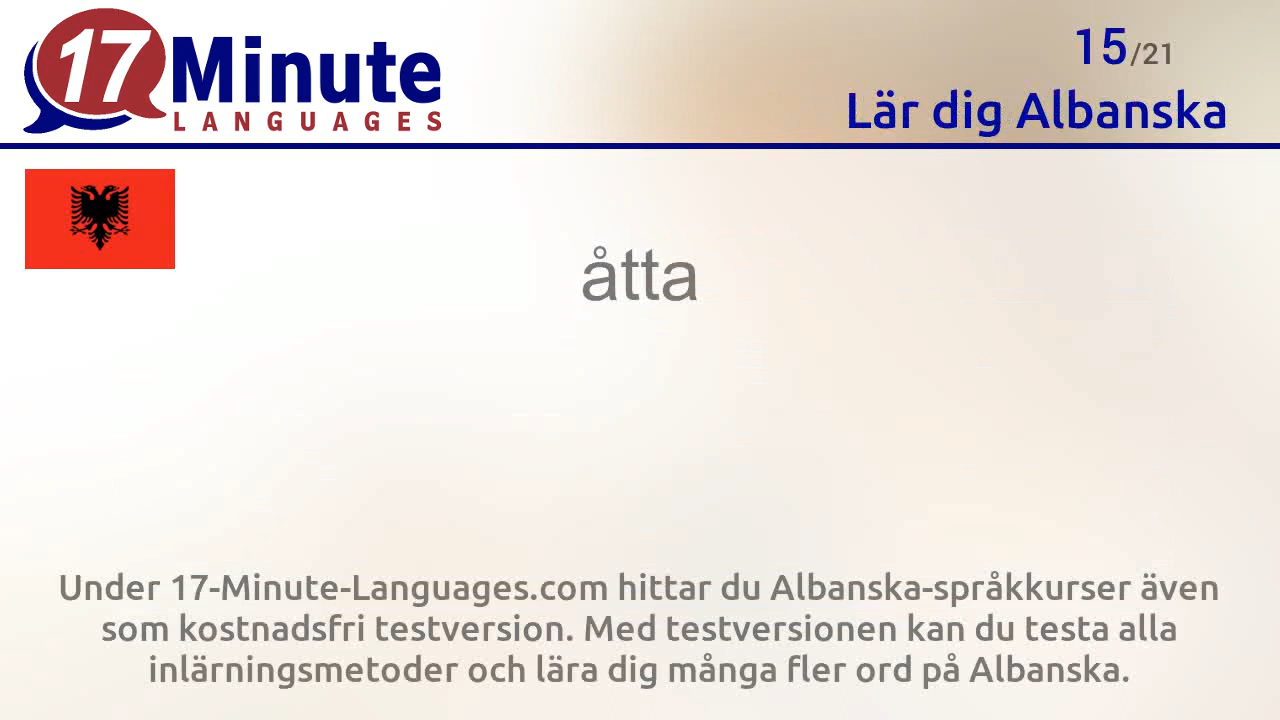 17 Minute
LANGUAGES
15/21
Lär dig Albanska
åtta
Under 17-Minute-Languages.com hittar du Albanska-språkkurser även
som kostnadsfri testversion. Med testversionen kan du testa alla
inlärningsmetoder och lära dig många fler ord på Albanska.